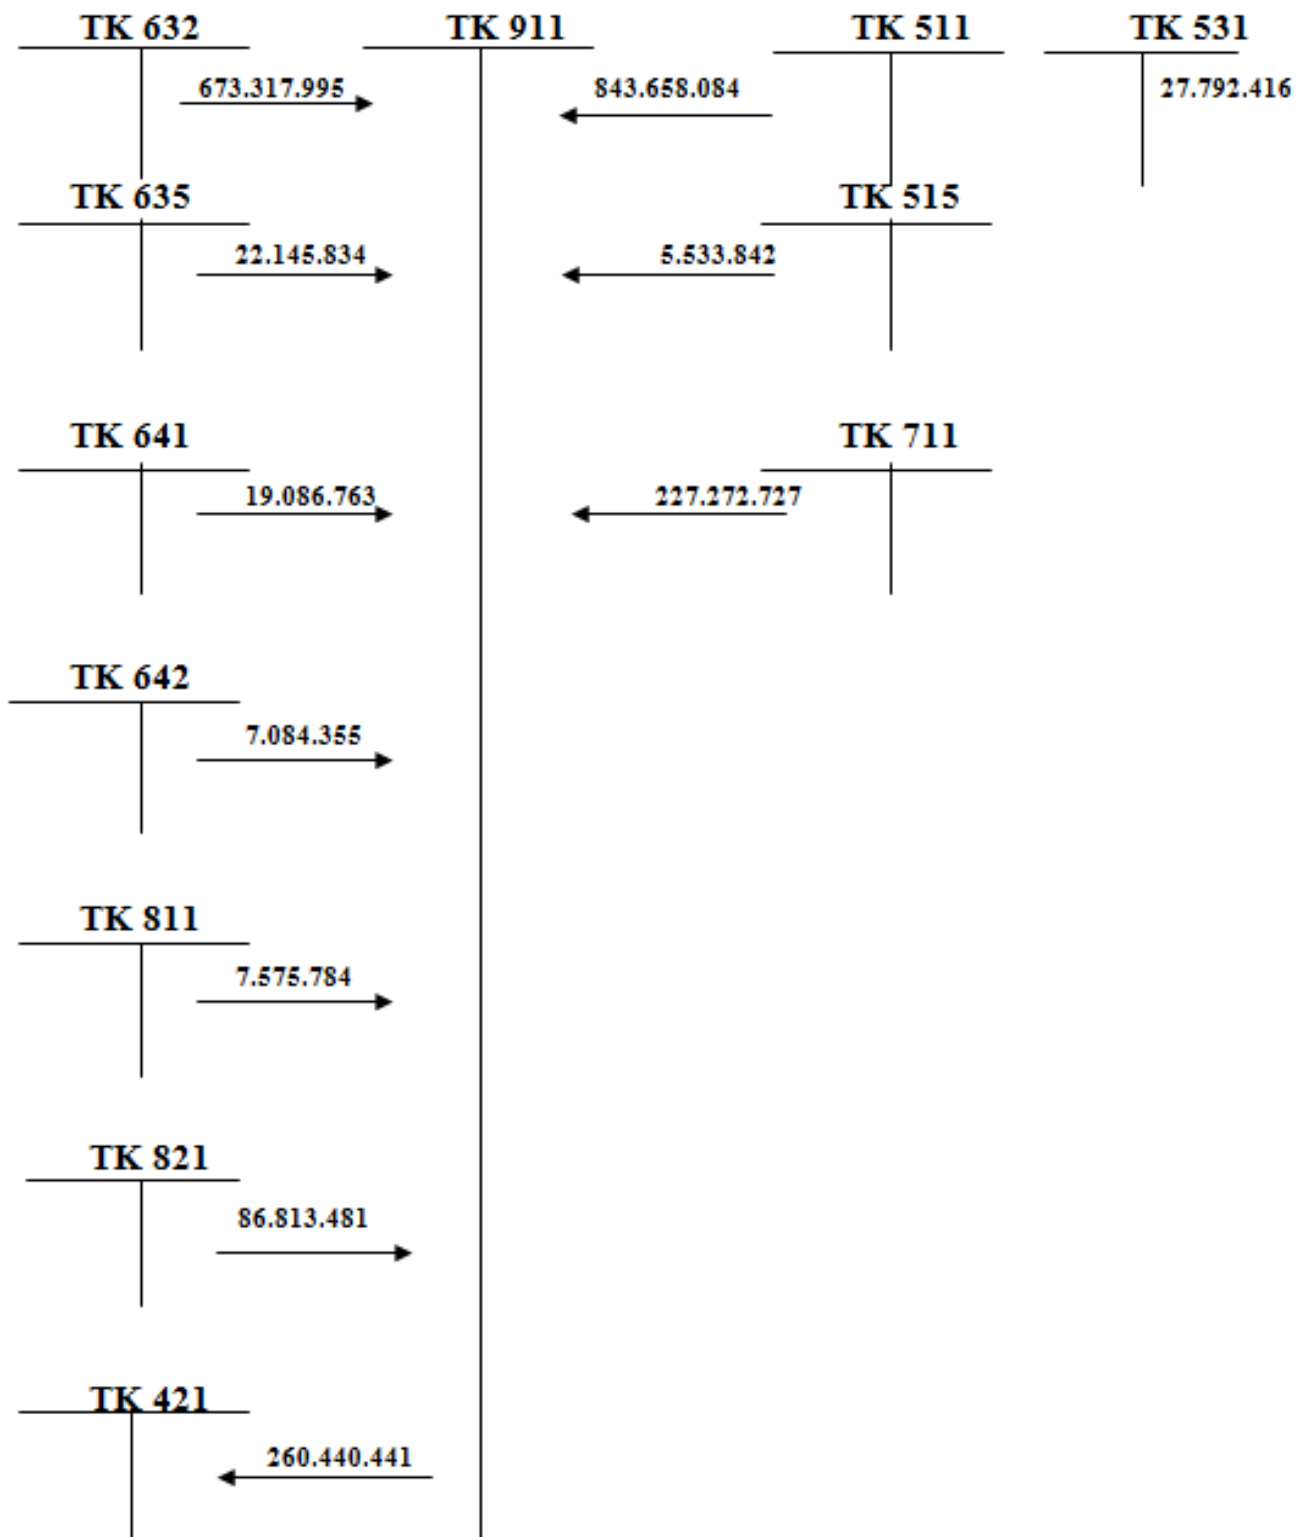 TK 632 TK 911 TK 511 TK 531
673.317.995 843.658.084 27.792.416
TK 635 TK 515
22.145.834 5.533.842
TK 641 TK 711
19.086.763 227.272.727
TK 642
7.084.355
TK 811
7.575.784
TK 821
86.813.481
TK 421
260.440.441